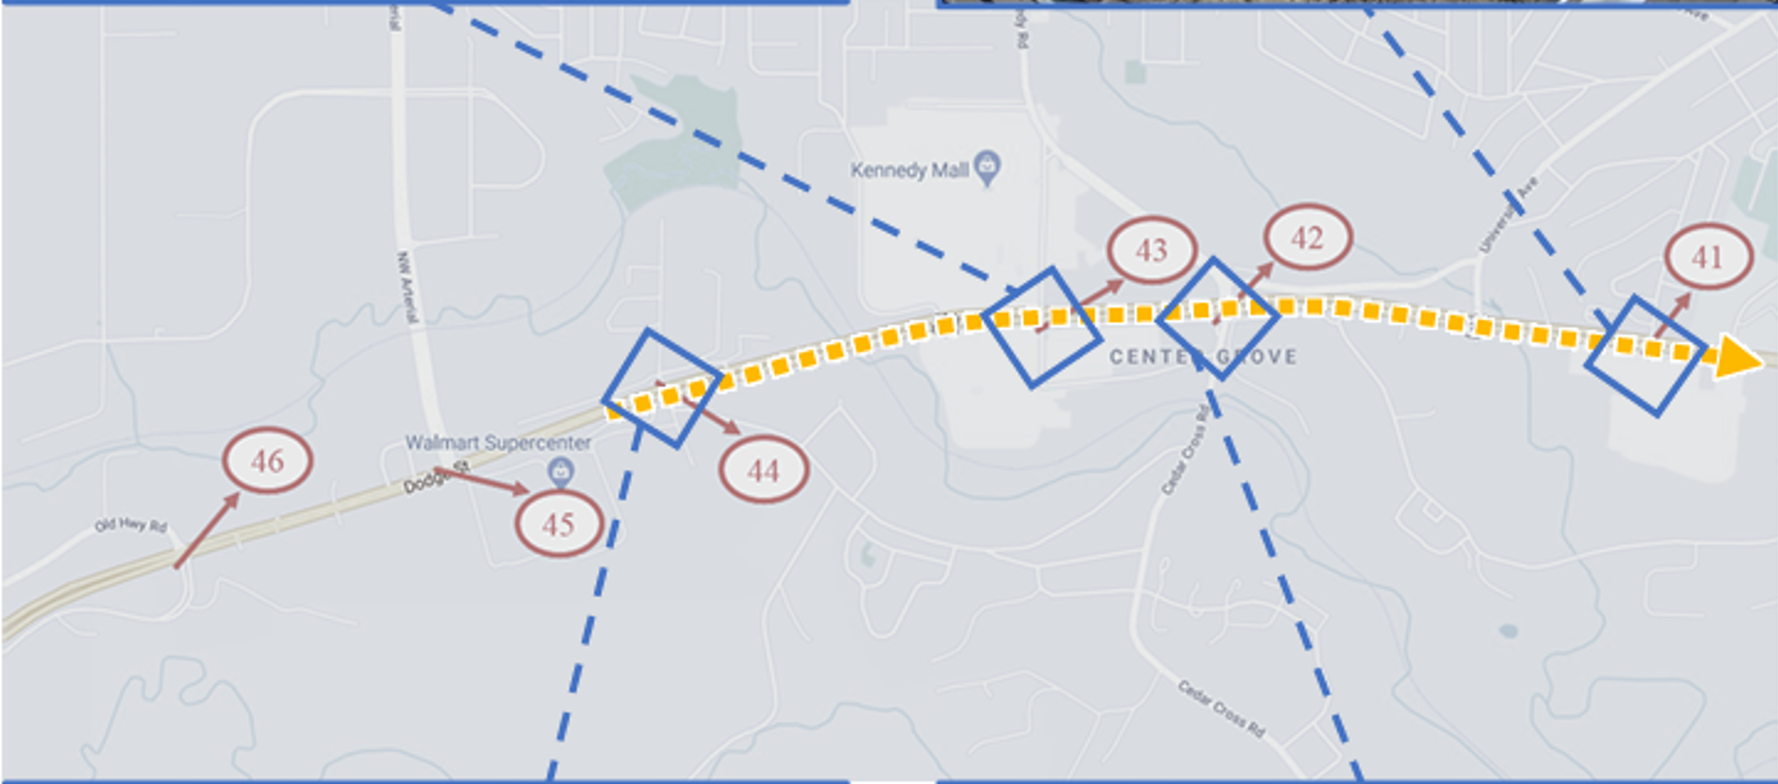 Kennedy Mall
43
42
41
University Ave
NW Arterial
CENTER GROVE
Walmart Supercenter
46
44
45
Dodge St
Old Hwy Rd
Cedar Cross Rd
Cedar Cross Rd